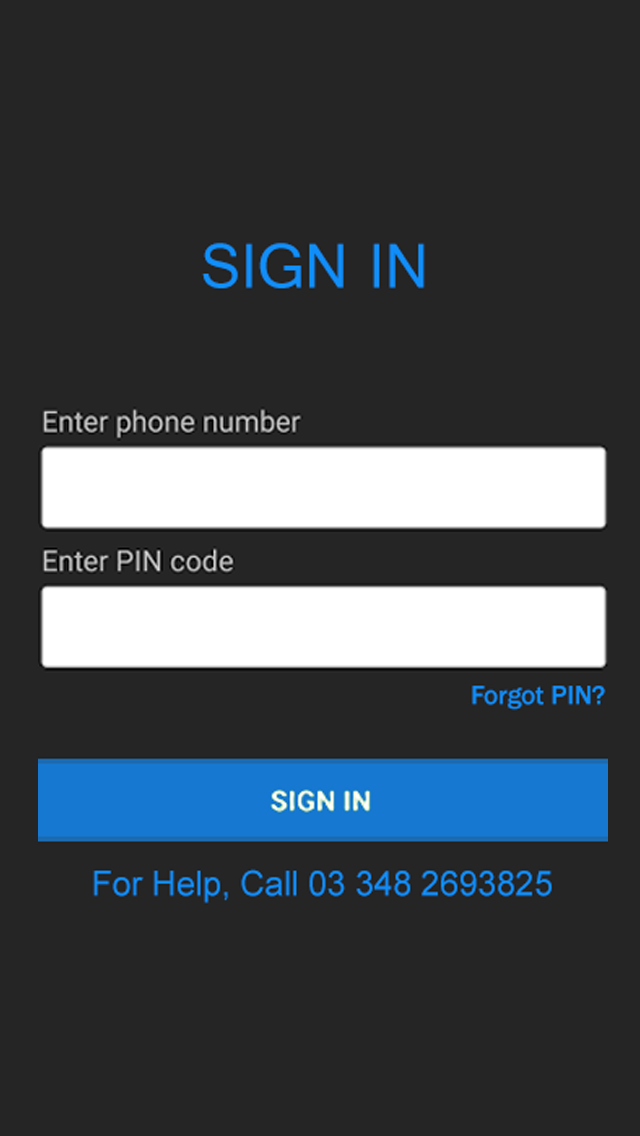 SIGN IN
Enter phone number
Enter PIN code
Forgot PIN?
SIGN IN
For Help, Call 03 348 2693825